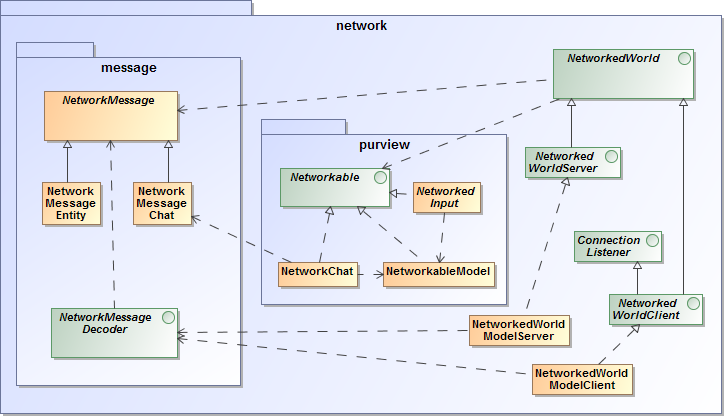 network
message
NetworkMessage
Network
Message
Entity
Network
Message
Chat
NetworkMessage
Decoder
purview
Networkable
Networked
Input
NetworkChat
NetworkableModel
NetworkedWorld
Networked
WorldServer
Connection
Listener
Networked
WorldClient
NetworkedWorld
ModelServer
NetworkedWorld
ModelClient